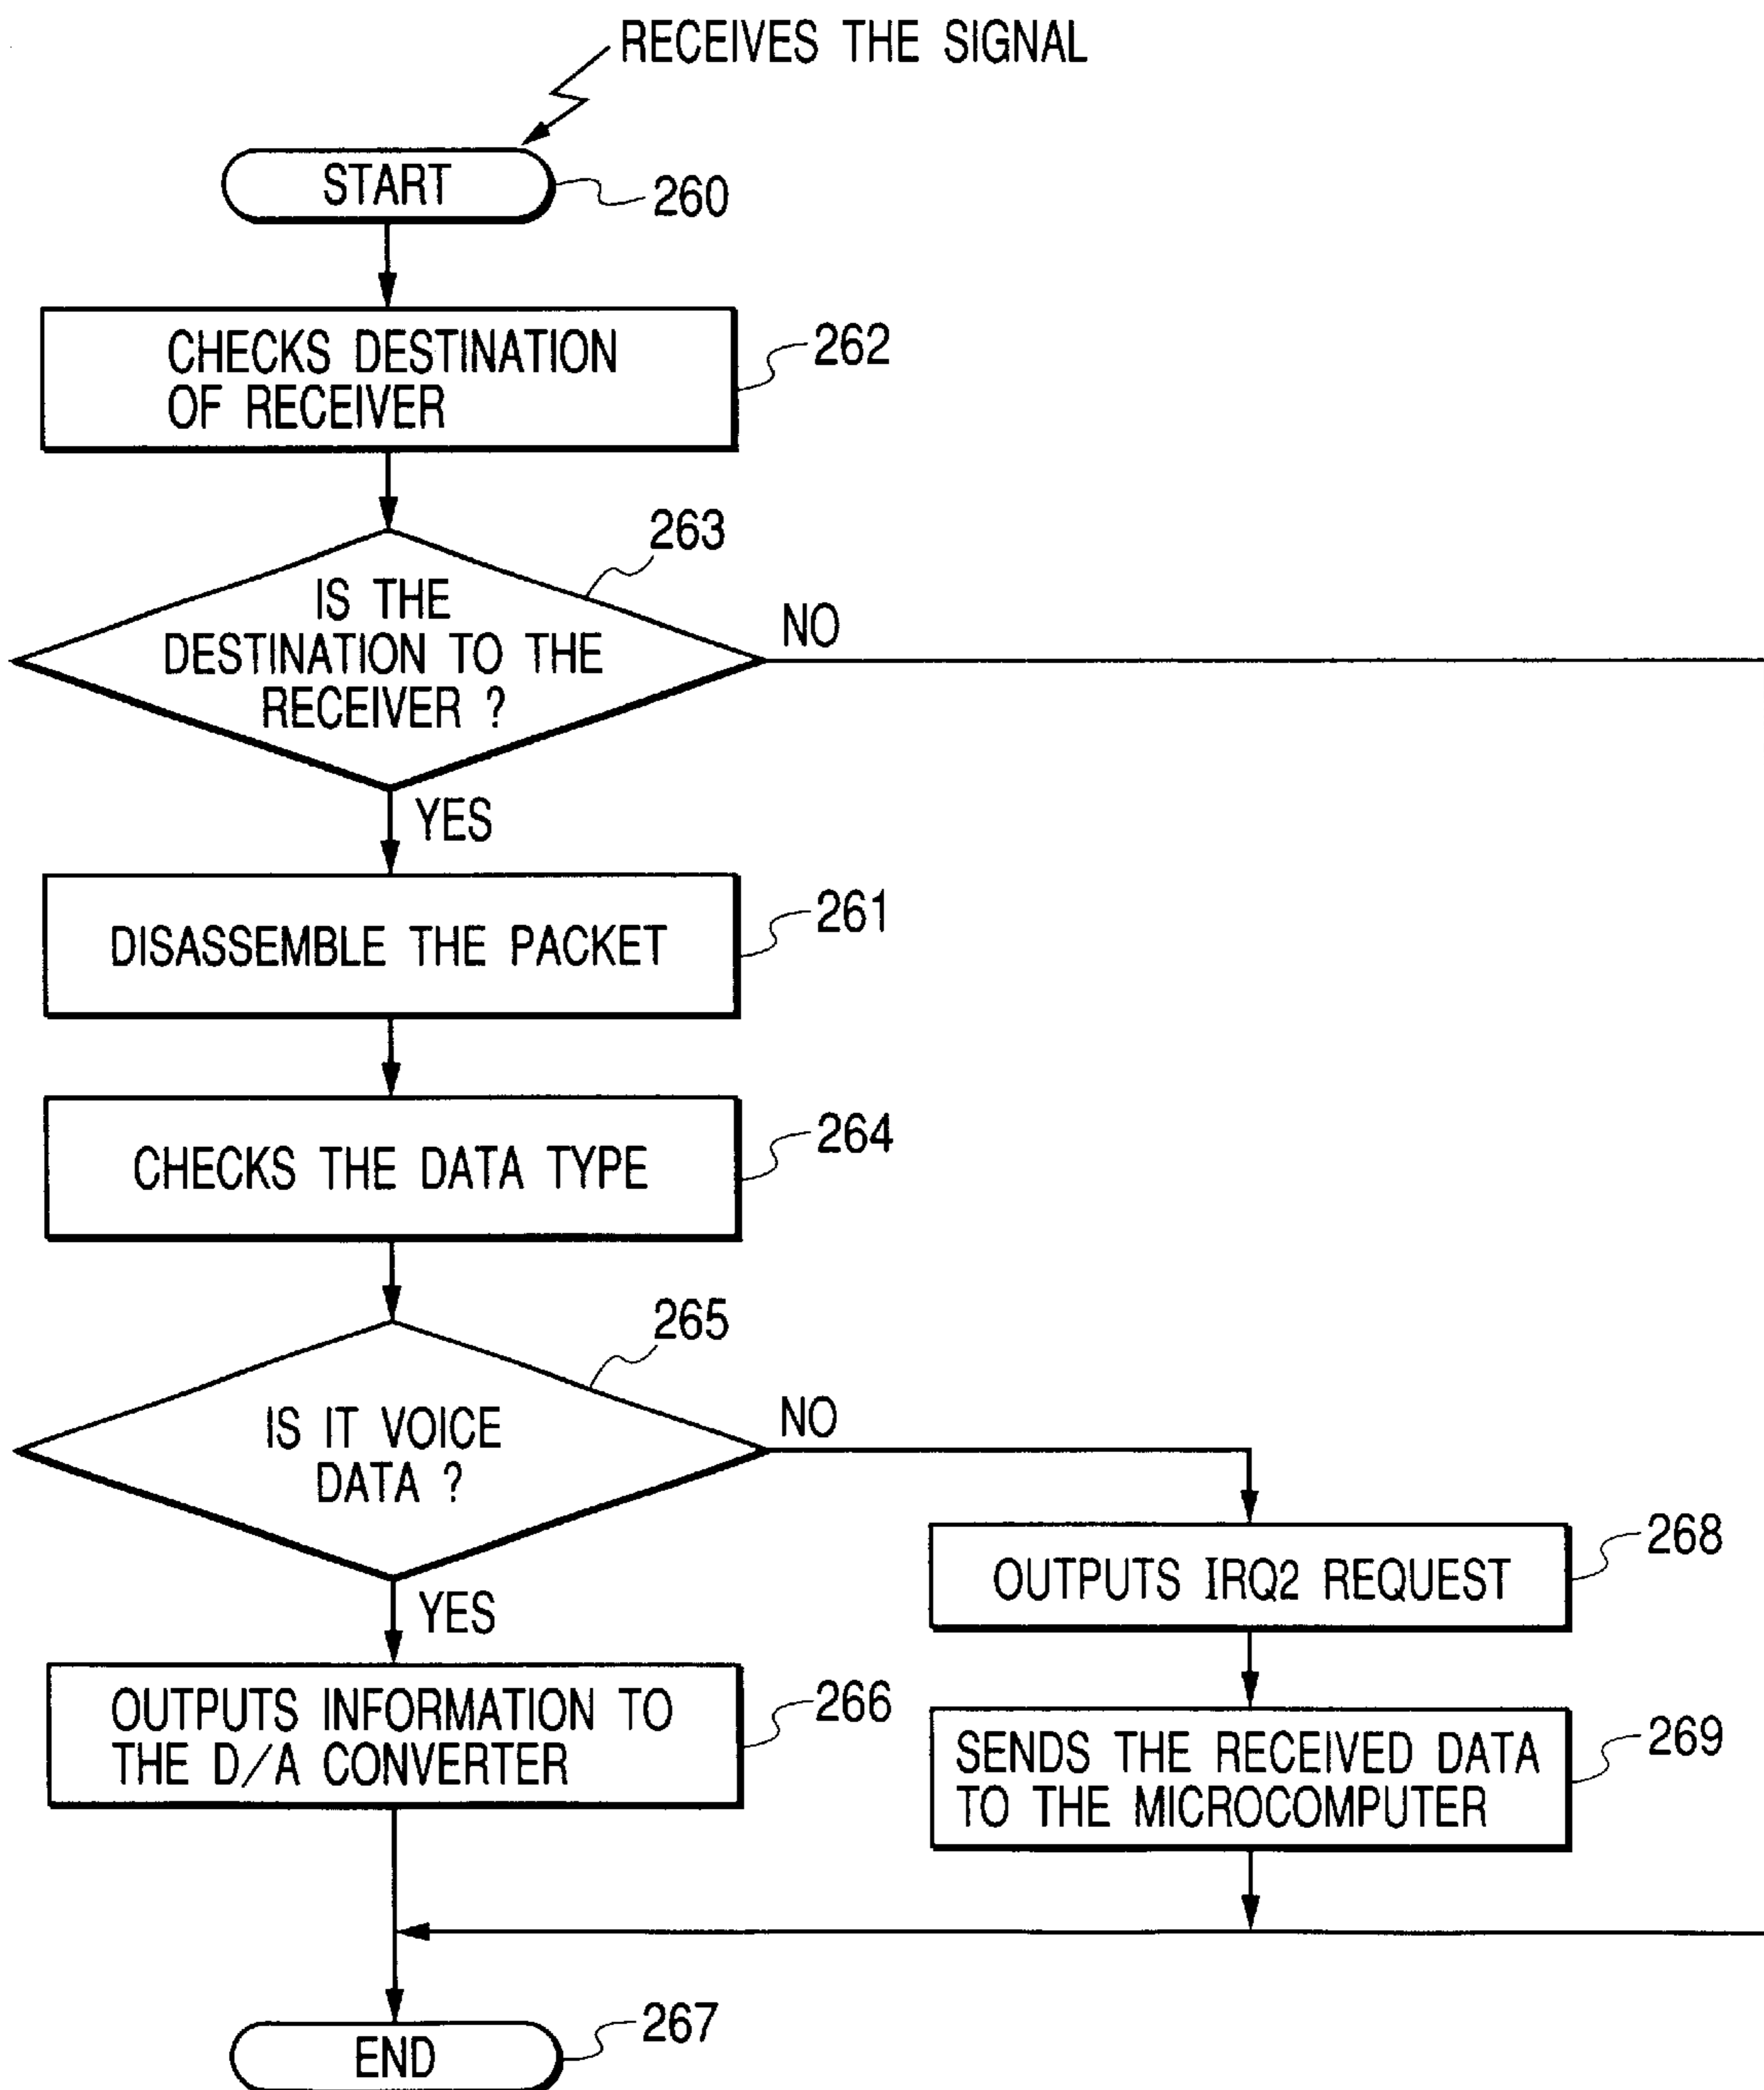 RECEIVES THE SIGNAL
START
260
CHECKS DESTINATION
OF RECEIVER
262
263
IS THE
DESTINATION TO THE
RECEIVER ?
NO
YES
DISASSEMBLE THE PACKET
261
CHECKS THE DATA TYPE
264
265
IS IT VOICE
DATA ?
NO
YES
OUTPUTS IRQ2 REQUEST
268
OUTPUTS INFORMATION TO
THE D/A CONVERTER
266
SENDS THE RECEIVED DATA
TO THE MICROCOMPUTER
269
END
267